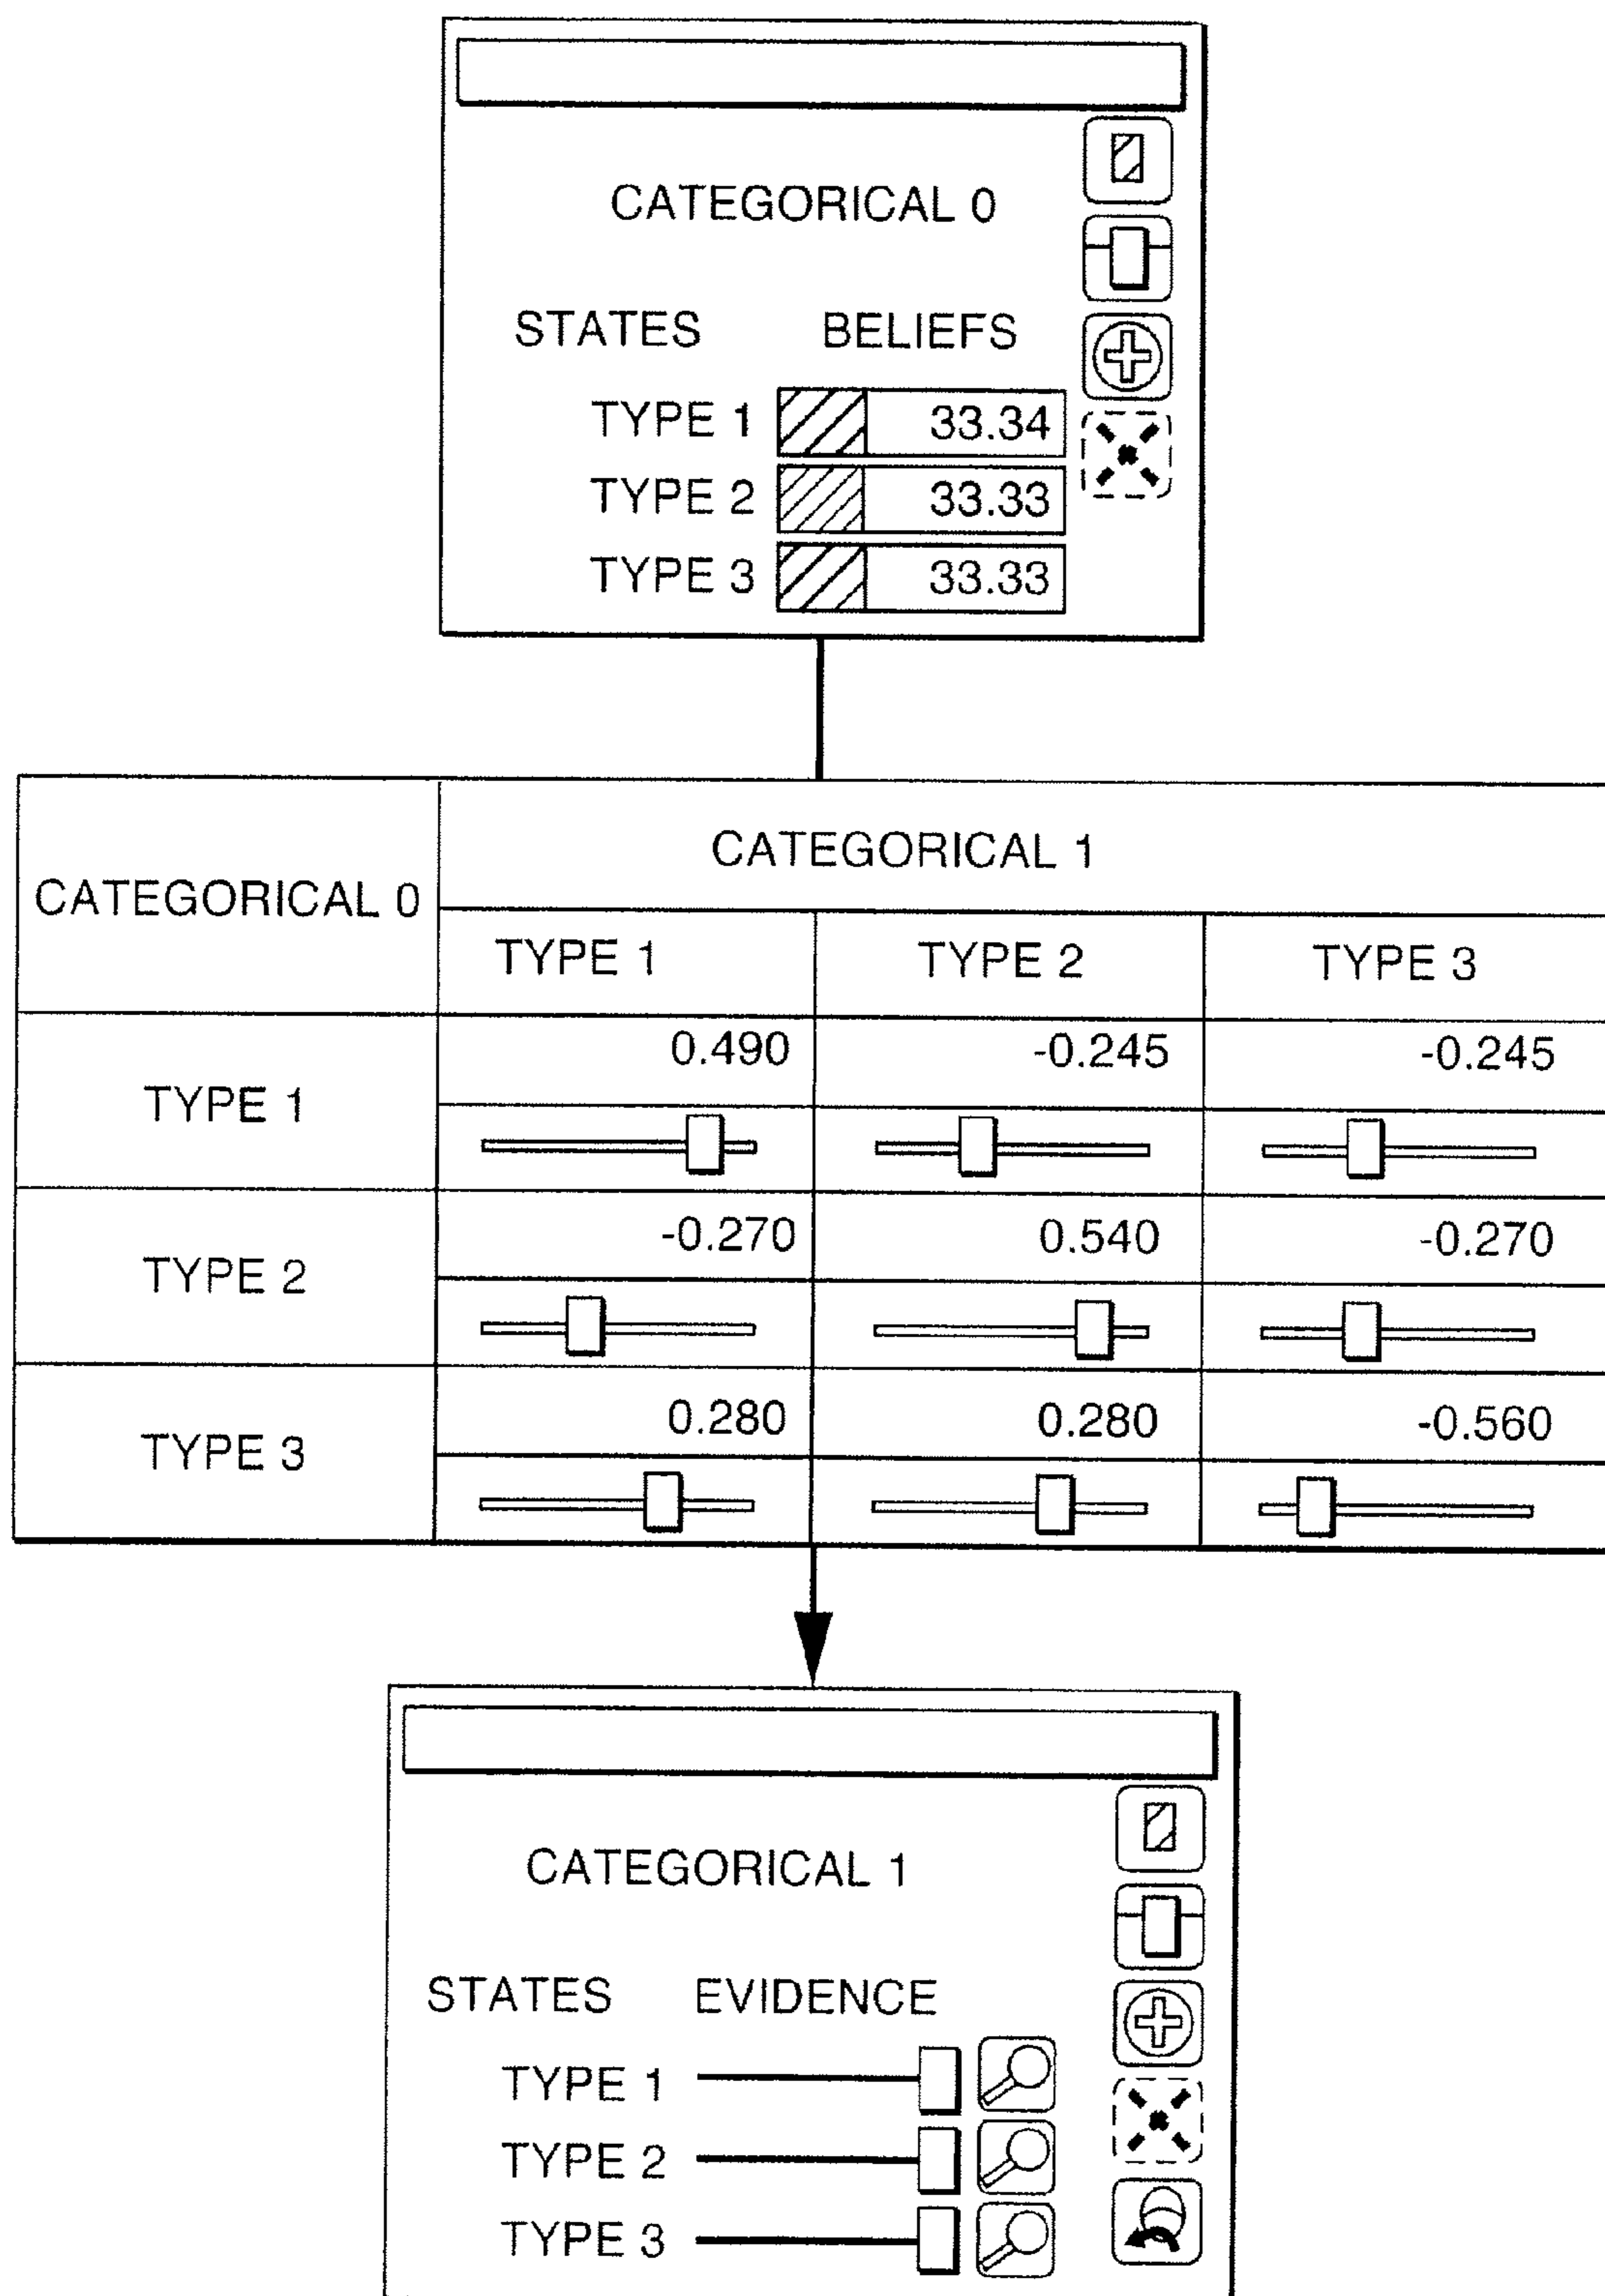 CATEGORICAL 0
STATES BELIEFS
TYPE 1 33.34
TYPE 2 33.33
TYPE 3 33.33
CATEGORICAL 0
CATEGORICAL 1
TYPE 1 TYPE 2 TYPE 3
TYPE 1 0.490 -0.245 -0.245
TYPE 2 -0.270 0.540 -0.270
TYPE 3 0.280 0.280 -0.560
CATEGORICAL 1
STATES EVIDENCE
TYPE 1
TYPE 2
TYPE 3